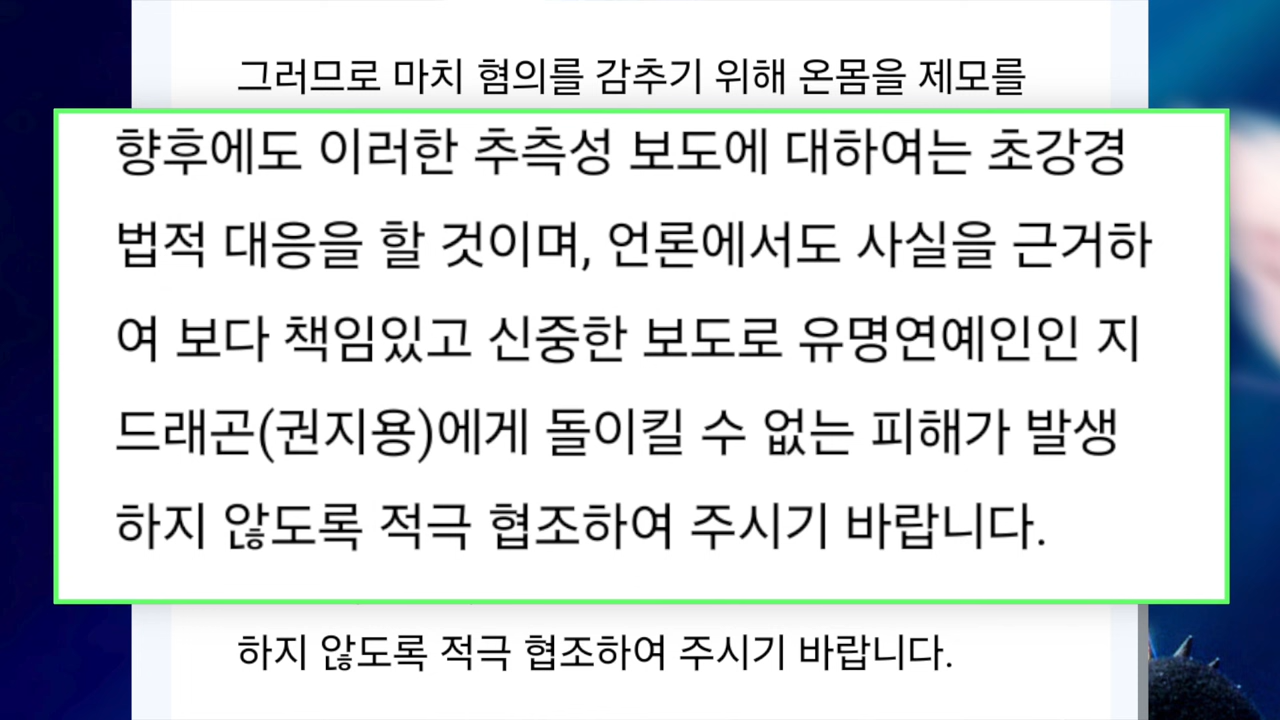 그러므로 마치 혐의를 감추기 위해 온몸을 제모를
향후에도 이러한 추측성 보도에 대하여는 초강경
법적 대응을 할 것이며, 언론에서도 사실을 근거하
여 보다 책임있고 신중한 보도로 유명연예인인 지
드래곤(권지용)에게 돌이킬 수 없는 피해가 발생
하지 않도록 적극 협조하여 주시기 바랍니다.
하지 않도록 적극 협조하여 주시기 바랍니다.